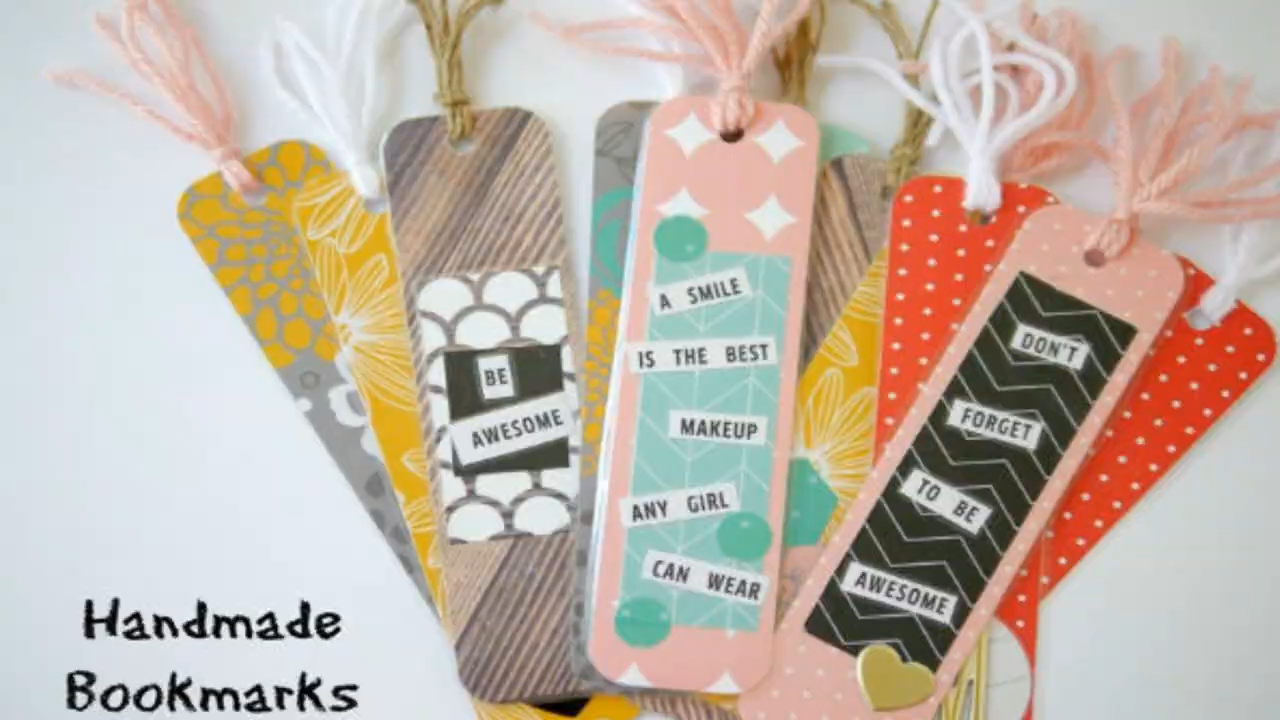 BE
AWESOME
A SMILE
IS THE BEST
MAKEUP
ANY GIRL
CAN WEAR
DON'T
FORGET
TO BE
AWESOME
Handmade
Bookmarks